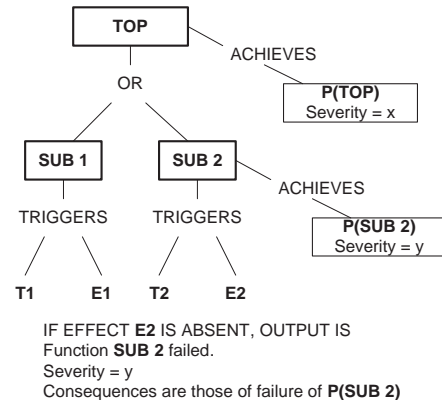 TOP
ACHIEVES
OR
P(TOP)
Severity = x
SUB 1
SUB 2
ACHIEVES
TRIGGERS
TRIGGERS
P(SUB 2)
Severity = y
T1
E1
T2
E2
IF EFFECT E2 IS ABSENT, OUTPUT IS
Function SUB 2 failed.
Severity = y
Consequences are those of failure of P(SUB 2)